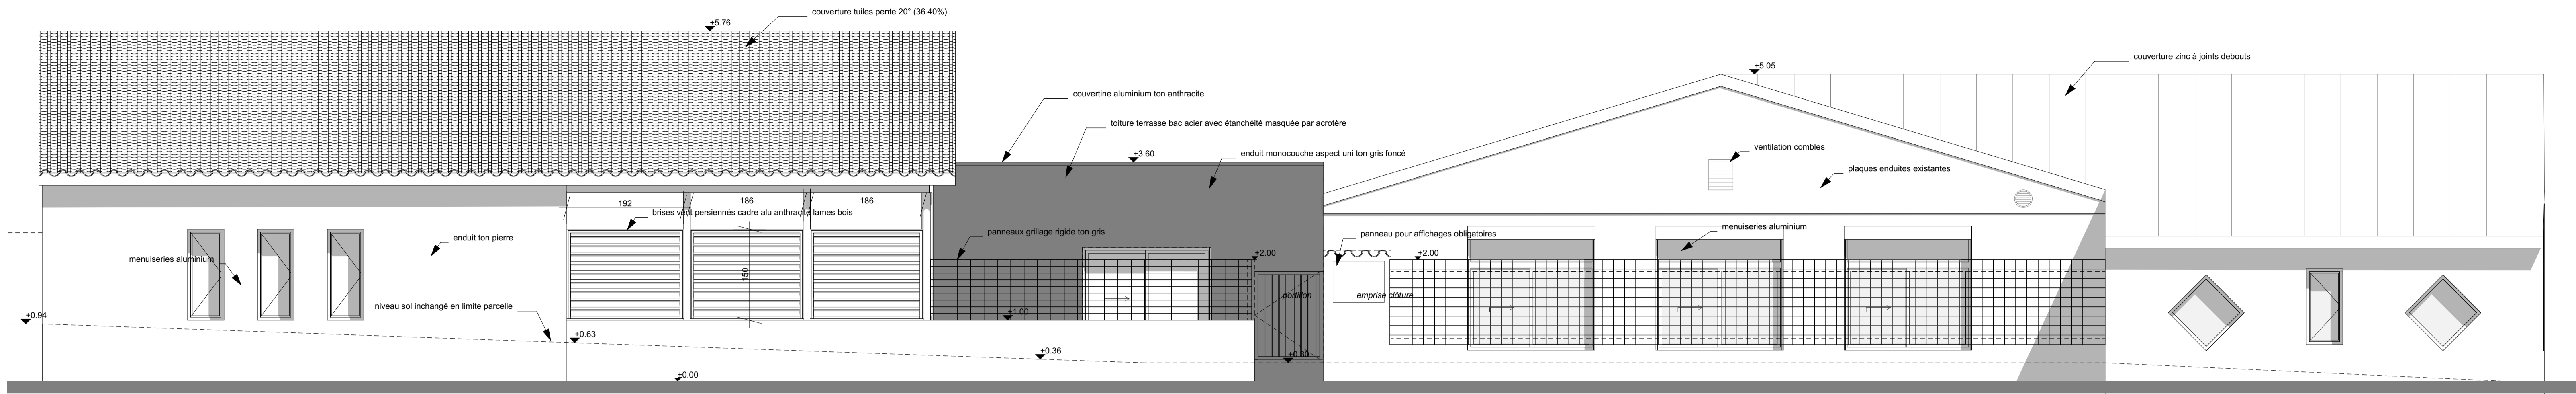 couverture tuiles pente 20° (36.40%)
+5.76
couverture zinc à joints debouts
+5.05
couvertine aluminium ton anthracite
toiture terrasse bac acier avec étanchéité masquée par acrotère
+3.60
enduit monocouche aspect uni ton gris foncé
ventilation combles
plaques enduites existantes
192
186
186
brises vent persiennés cadre alu anthracite lames bois
enduit ton pierre
menuiseries aluminium
panneaux grillage rigide ton gris
panneau pour affichages obligatoires
menuiseries aluminium
+2.00
+2.00
150
portillon
emprise clôture
niveau sol inchangé en limite parcelle
+0.94
+1.00
+0.63
+0.36
+0.30
+0.00